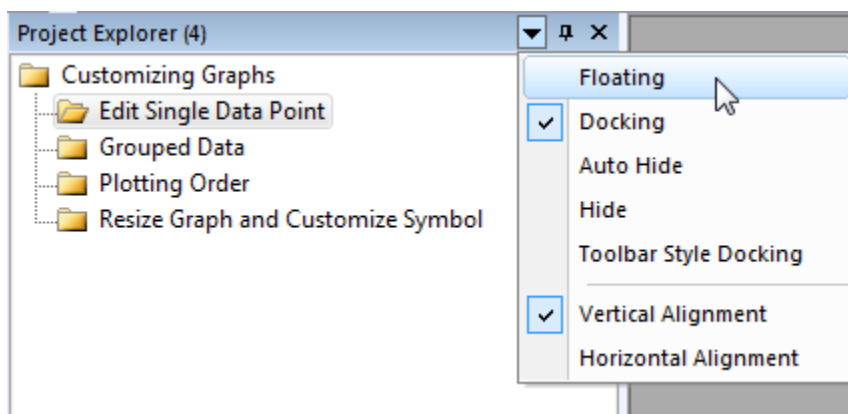 Project Explorer (4)
Customizing Graphs
Edit Single Data Point
Grouped Data
Plotting Order
Resize Graph and Customize Symbol
Floating
Docking
Auto Hide
Hide
Toolbar Style Docking
Vertical Alignment
Horizontal Alignment